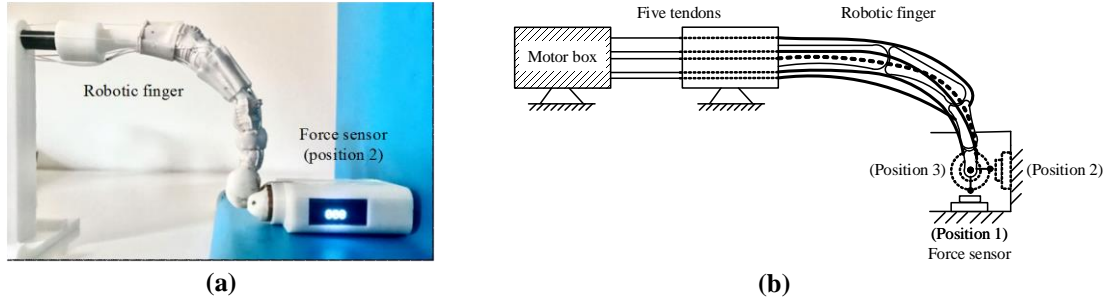 Robotic finger
Force sensor
(position 2)
000
(a)
Five tendons
Robotic finger
Motor box
(Position 3)
(Position 2)
(Position 1)
Force sensor
(b)